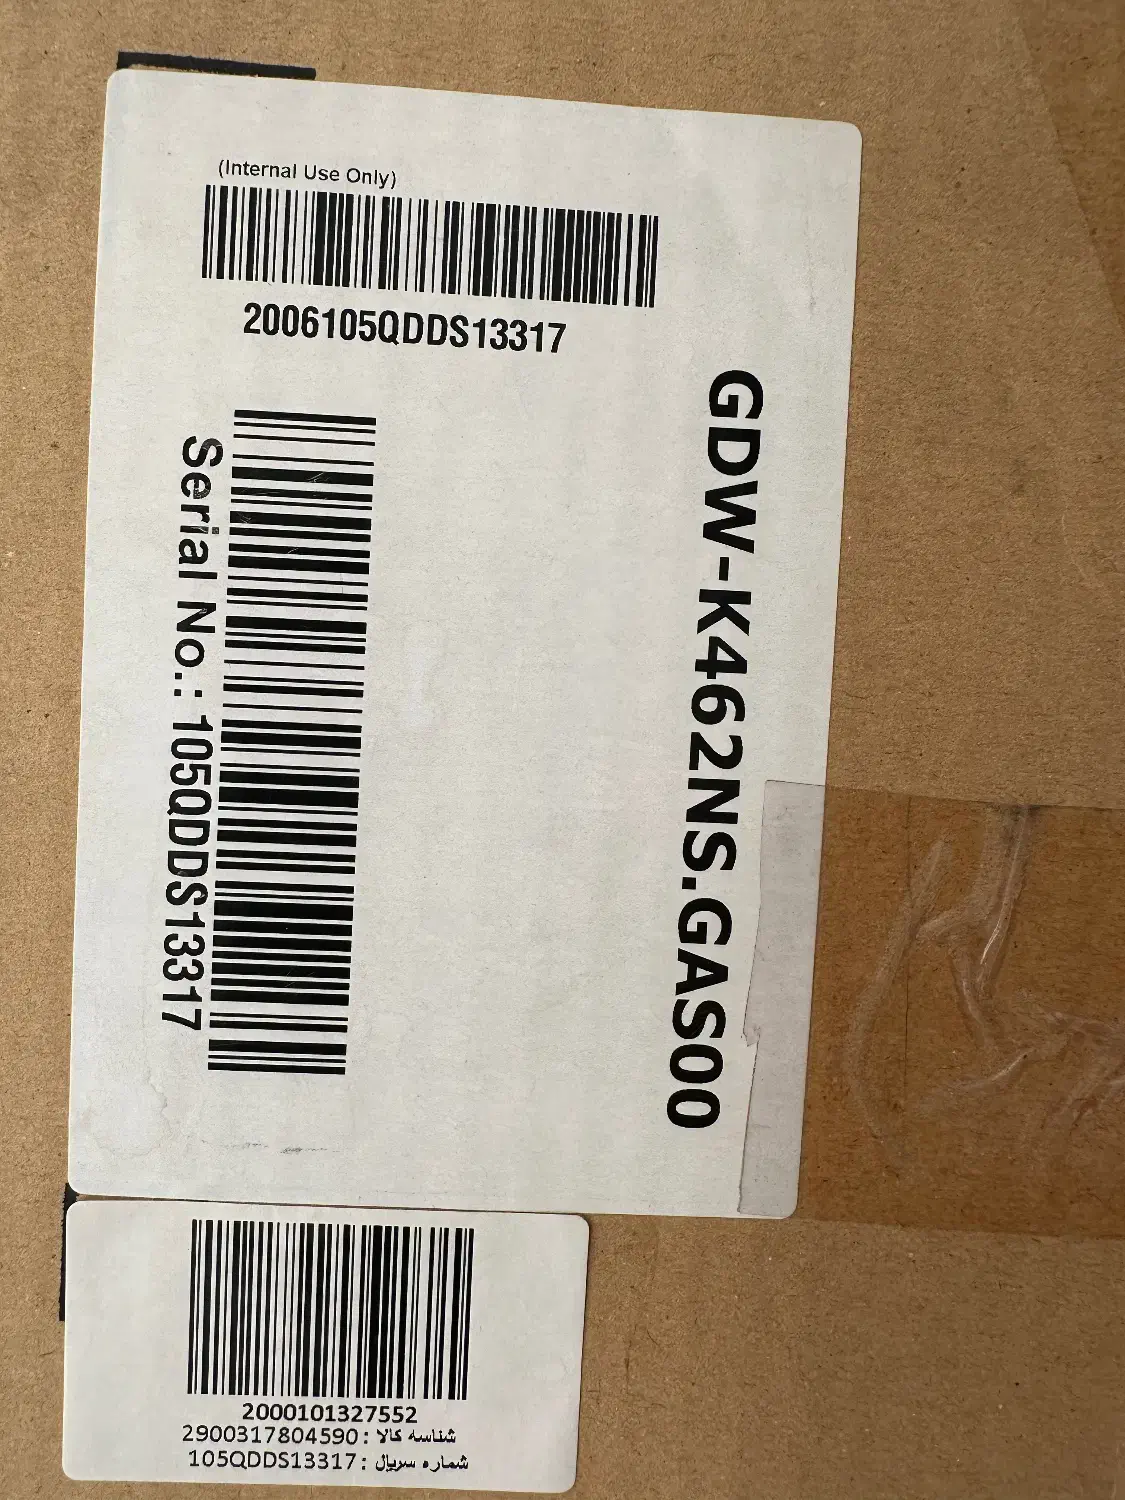 (Internal Use Only)
2006105QDDS13317
GDW-K462NS.GAS00
Serial No.: 105QDDS13317
2000101327552
شناسه کالا : 2900317804590
شماره سریال : 105QDDS13317